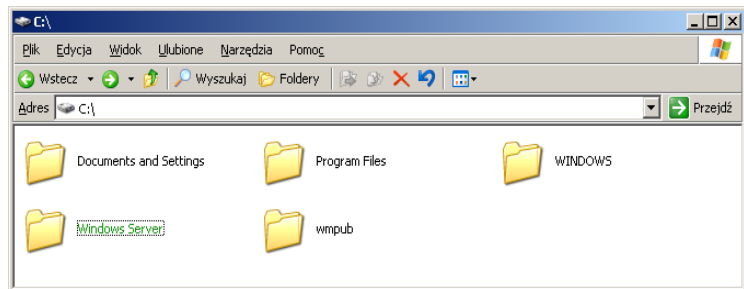 C:\
Plik Edycja Widok Ulubione Narzędzia Pomoc
Wstecz Wyszukaj Foldery
Adres C:\ Przejdź
Documents and Settings Program Files WINDOWS
Windows Server wmpub